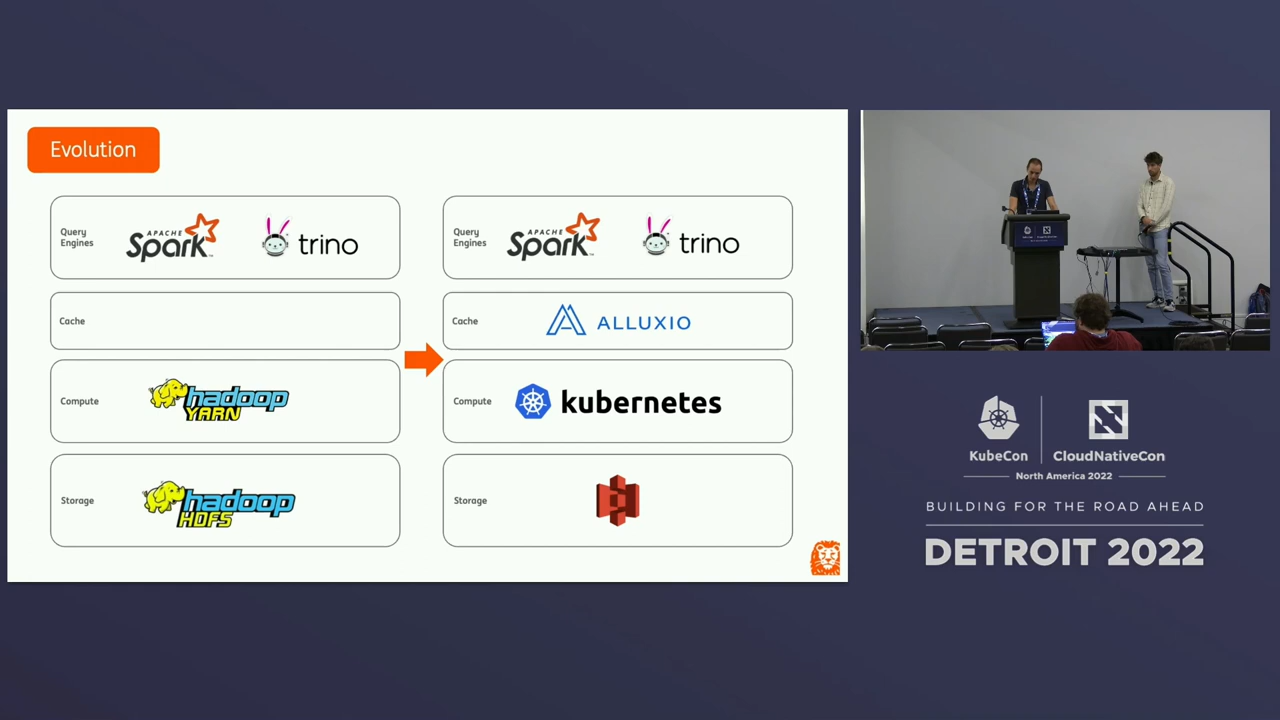 Evolution
Query
Engines
APACHE
Spark
trino
Cache
Compute
hadoop
YARN
Storage
hadoop
HDFS
Query
Engines
APACHE
Spark
trino
Cache
ALLUXIO
Compute
kubernetes
Storage
KubeCon
CloudNativeCon
North America 2022
BUILDING FOR THE ROAD AHEAD
DETROIT 2022